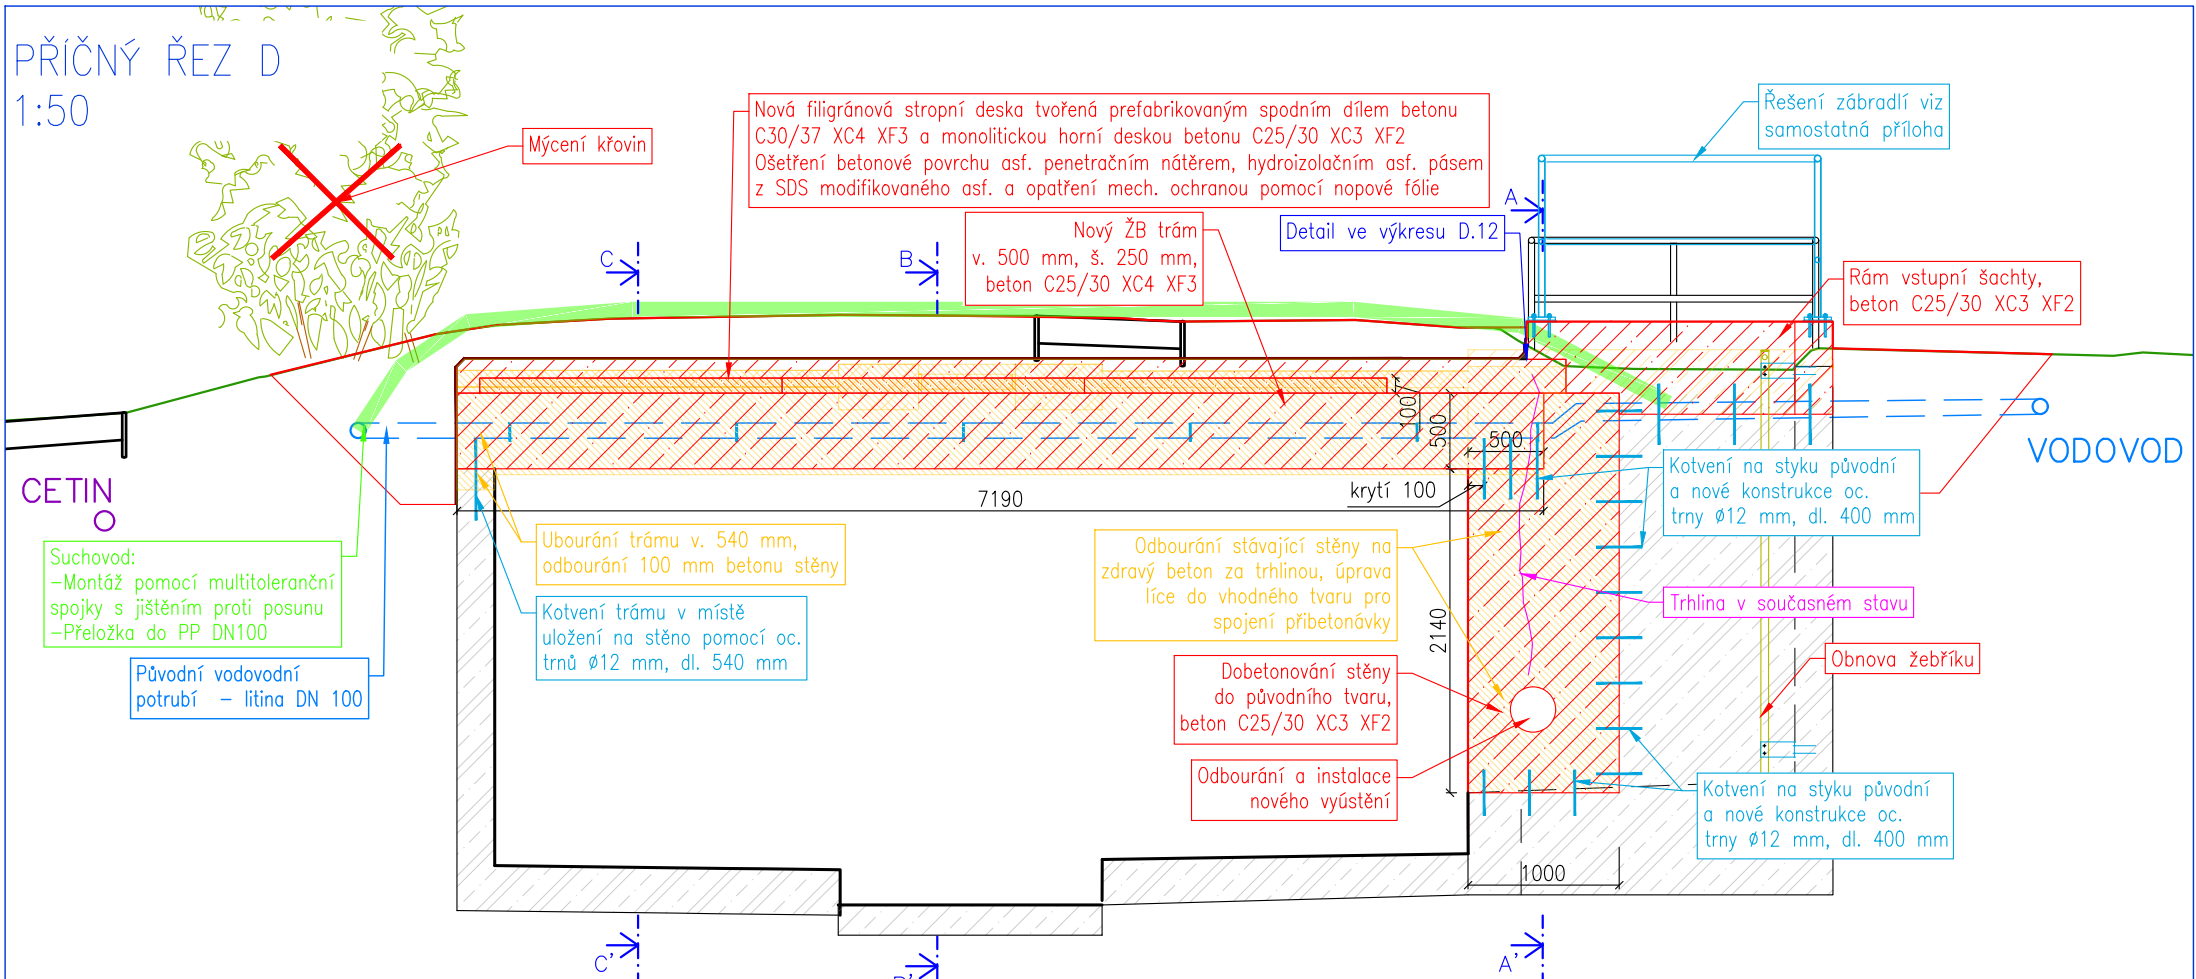 PŘÍČNÝ ŘEZ D
1:50
Mýcení křovin
Nová filigránová stropní deska tvořená prefabrikovaným spodním dílem betonu
C30/37 XC4 XF3 a monolitickou horní deskou betonu C25/30 XC3 XF2
Ošetření betonové povrchu asf. penetračním nátěrem, hydroizolačním asf. pásem
z SDS modifikovaného asf. a opatření mech. ochranou pomocí nopové fólie
Řešení zábradlí viz
samostatná příloha
Nový ŽB trám
v. 500 mm, š. 250 mm,
beton C25/30 XC4 XF3
Detail ve výkresu D.12
A
C
B
Rám vstupní šachty,
beton C25/30 XC3 XF2
100
500
500
krytí 100
7190
2140
1000
VODOVOD
CETIN
Kotvení na styku původní
a nové konstrukce oc.
trny ø12 mm, dl. 400 mm
Suchovod:
-Montáž pomocí multitoleranční
spojky s jištěním proti posunu
-Přeložka do PP DN100
Ubourání trámu v. 540 mm,
odbourání 100 mm betonu stěny
Odbourání stávající stěny na
zdravý beton za trhlinou, úprava
líce do vhodného tvaru pro
spojení přibetonávky
Kotvení trámu v místě
uložení na stěno pomocí oc.
trnů ø12 mm, dl. 540 mm
Trhlina v současném stavu
Původní vodovodní
potrubí - litina DN 100
Dobetonování stěny
do původního tvaru,
beton C25/30 XC3 XF2
Obnova žebříku
Odbourání a instalace
nového vyústění
Kotvení na styku původní
a nové konstrukce oc.
trny ø12 mm, dl. 400 mm
C'
B'
A'